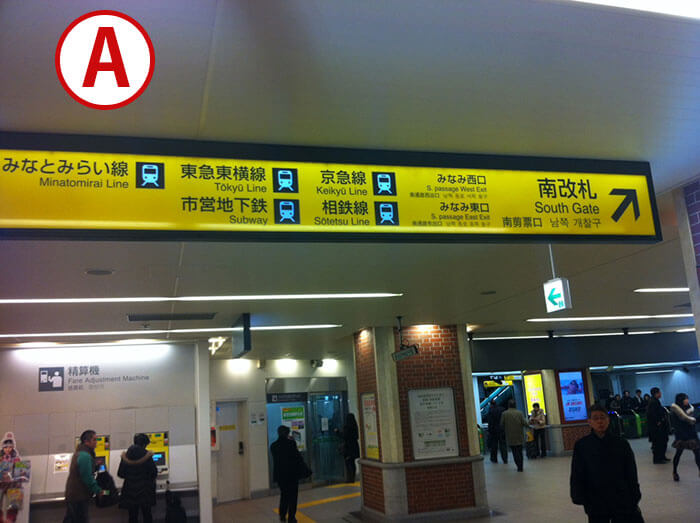 A
みなとみらい線
Minatomirai Line
東急東横線
Tōkyū Line
市営地下鉄
Subway
京急線
Keikyū Line
相鉄線
Sōtetsu Line
みなみ西口
S. passage West Exit
みなみ東口
S. passage East Exit
南改札
South Gate
南剪票口 남쪽 개찰구
精算機
Fare Adjustment Machine